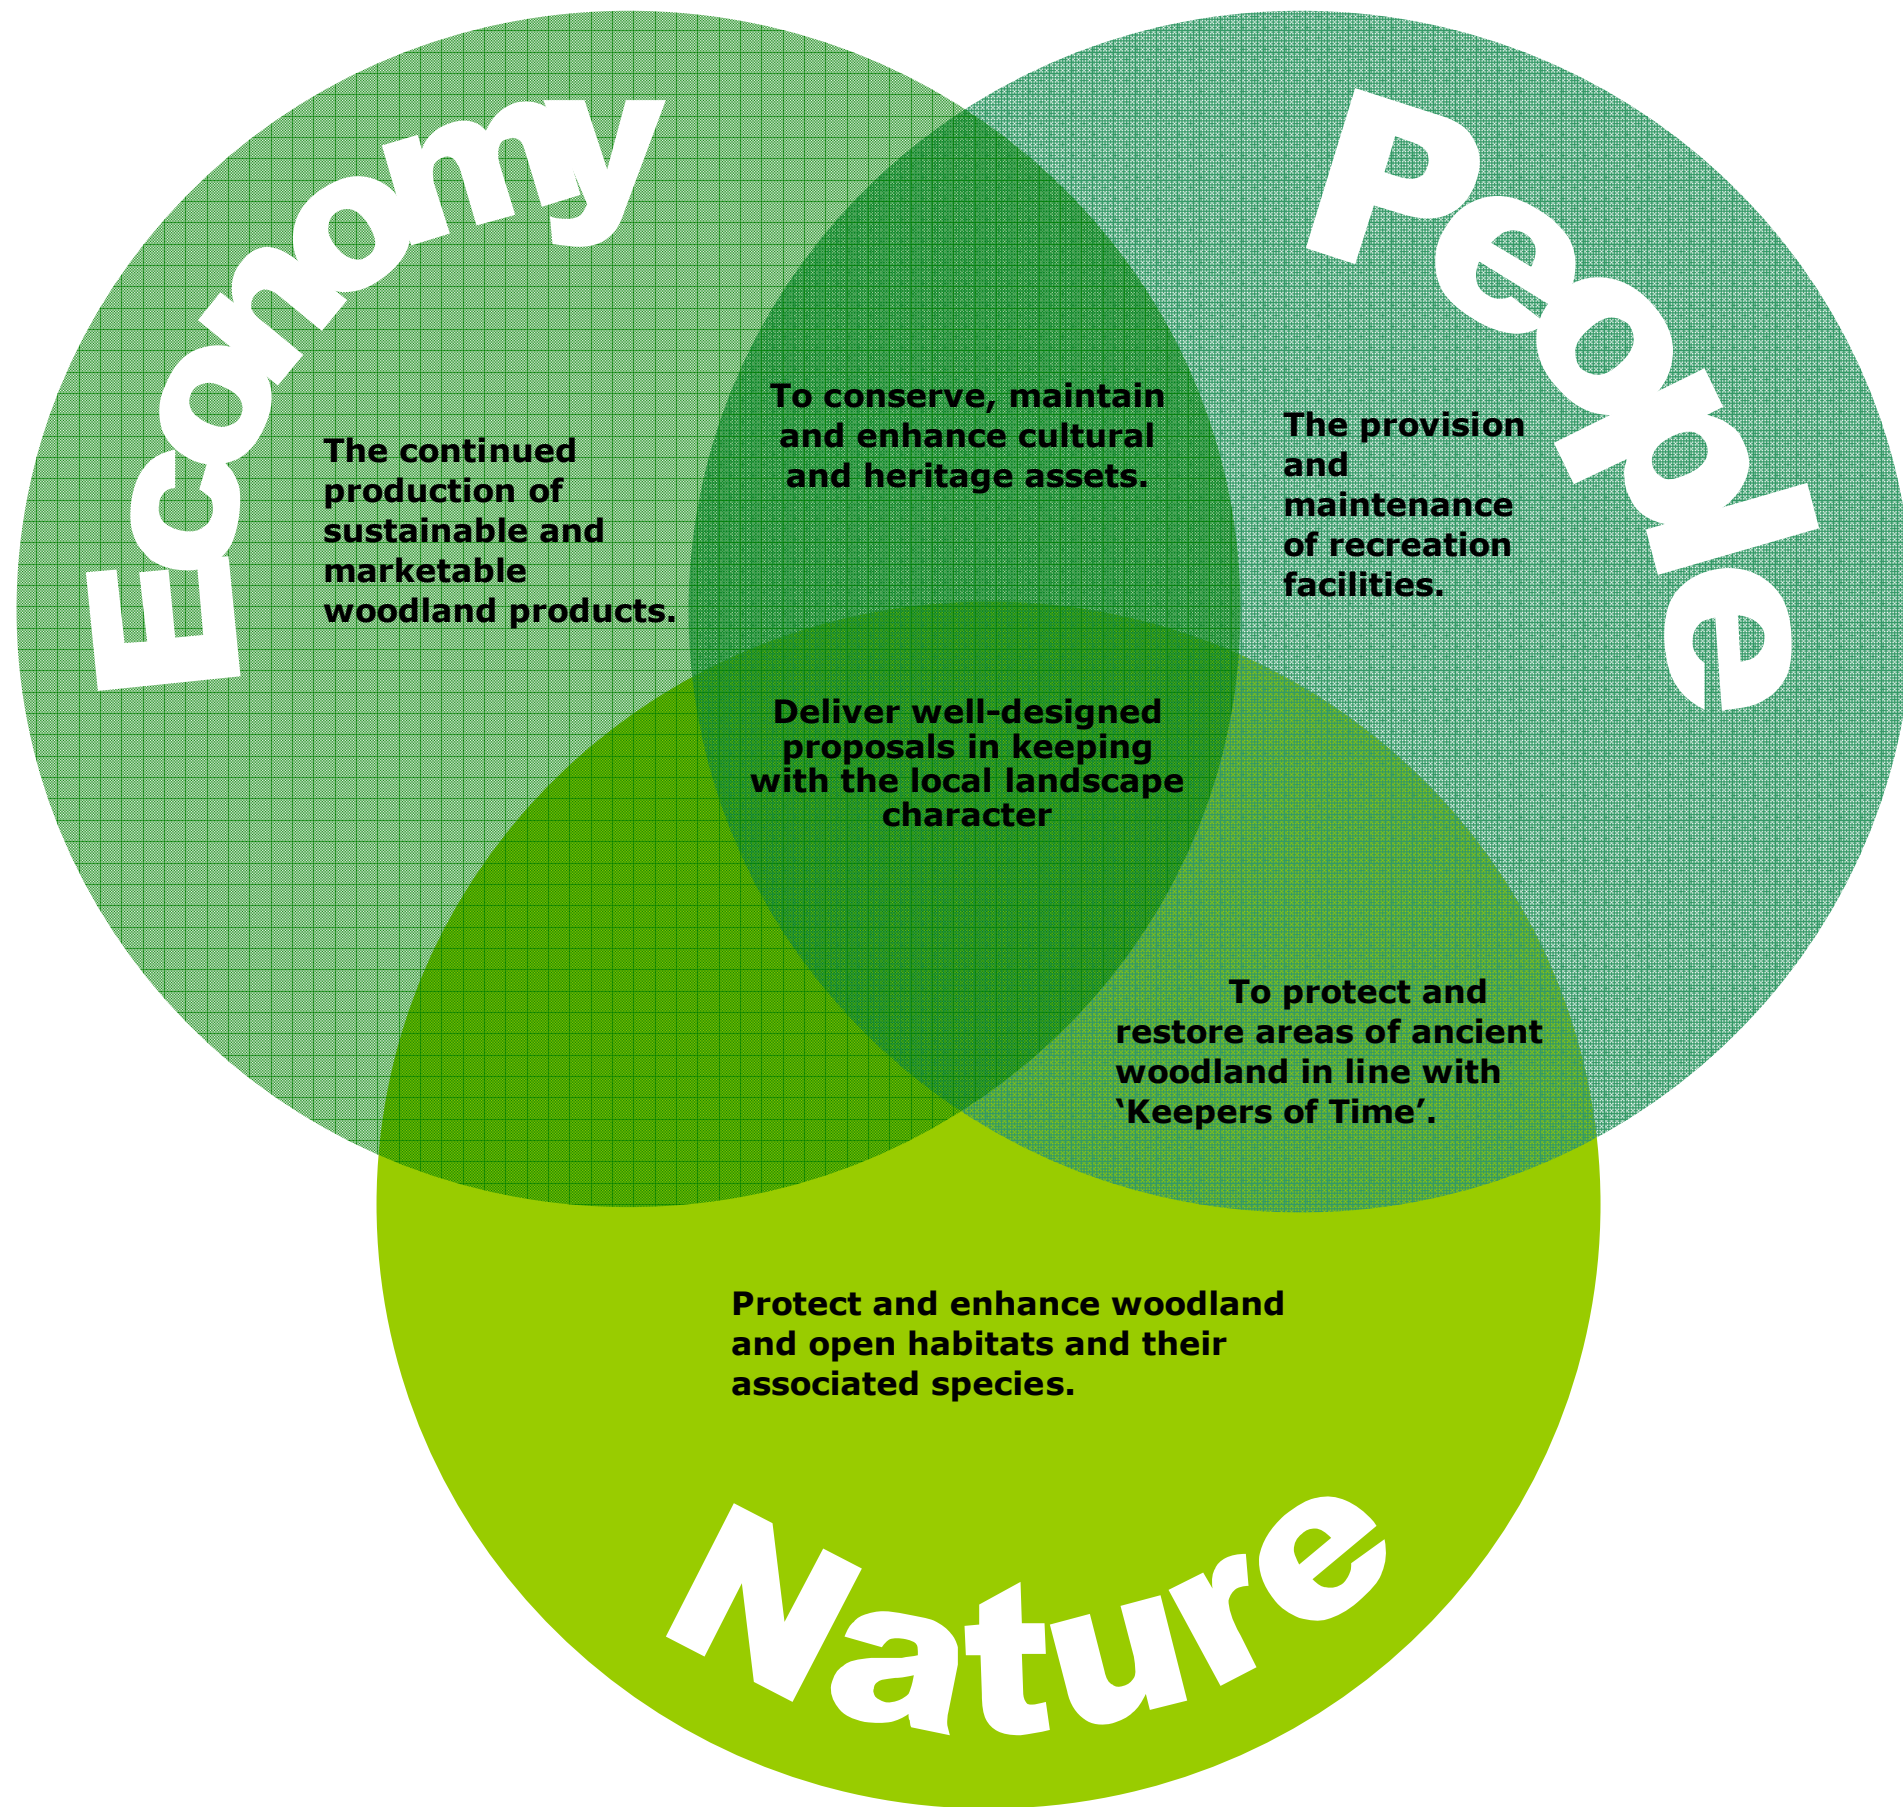 Economy
People
The continued
production of
sustainable and
marketable
woodland products.
To conserve, maintain
and enhance cultural
and heritage assets.
The provision
and
maintenance
of recreation
facilities.
Deliver well-designed
proposals in keeping
with the local landscape
character
To protect and
restore areas of ancient
woodland in line with
‘Keepers of Time’.
Protect and enhance woodland
and open habitats and their
associated species.
Nature